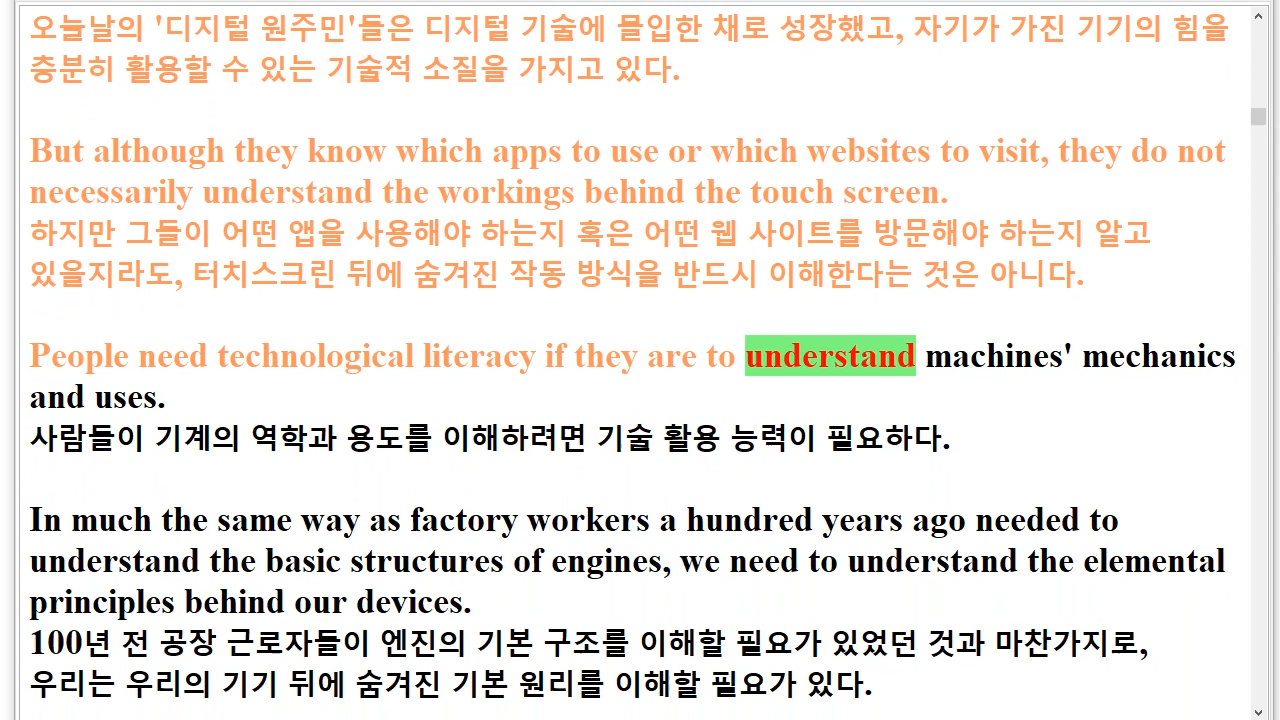 오늘날의 '디지털 원주민'들은 디지털 기술에 몰입한 채로 성장했고, 자기가 가진 기기의 힘을
충분히 활용할 수 있는 기술적 소질을 가지고 있다.
But although they know which apps to use or which websites to visit, they do not
necessarily understand the workings behind the touch screen.
하지만 그들이 어떤 앱을 사용해야 하는지 혹은 어떤 웹 사이트를 방문해야 하는지 알고
있을지라도, 터치스크린 뒤에 숨겨진 작동 방식을 반드시 이해한다는 것은 아니다.
People need technological literacy if they are to understand machines' mechanics
and uses.
사람들이 기계의 역학과 용도를 이해하려면 기술 활용 능력이 필요하다.
In much the same way as factory workers a hundred years ago needed to
understand the basic structures of engines, we need to understand the elemental
principles behind our devices.
100년 전 공장 근로자들이 엔진의 기본 구조를 이해할 필요가 있었던 것과 마찬가지로,
우리는 우리의 기기 뒤에 숨겨진 기본 원리를 이해할 필요가 있다.